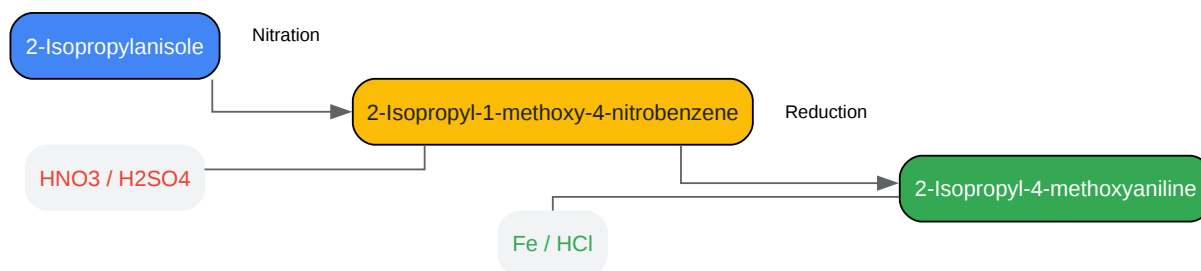 2-Isopropylanisole
Nitration
2-Isopropyl-1-methoxy-4-nitrobenzene
Reduction
HNO3 / H2SO4
2-Isopropyl-4-methoxyaniline
Fe / HCl